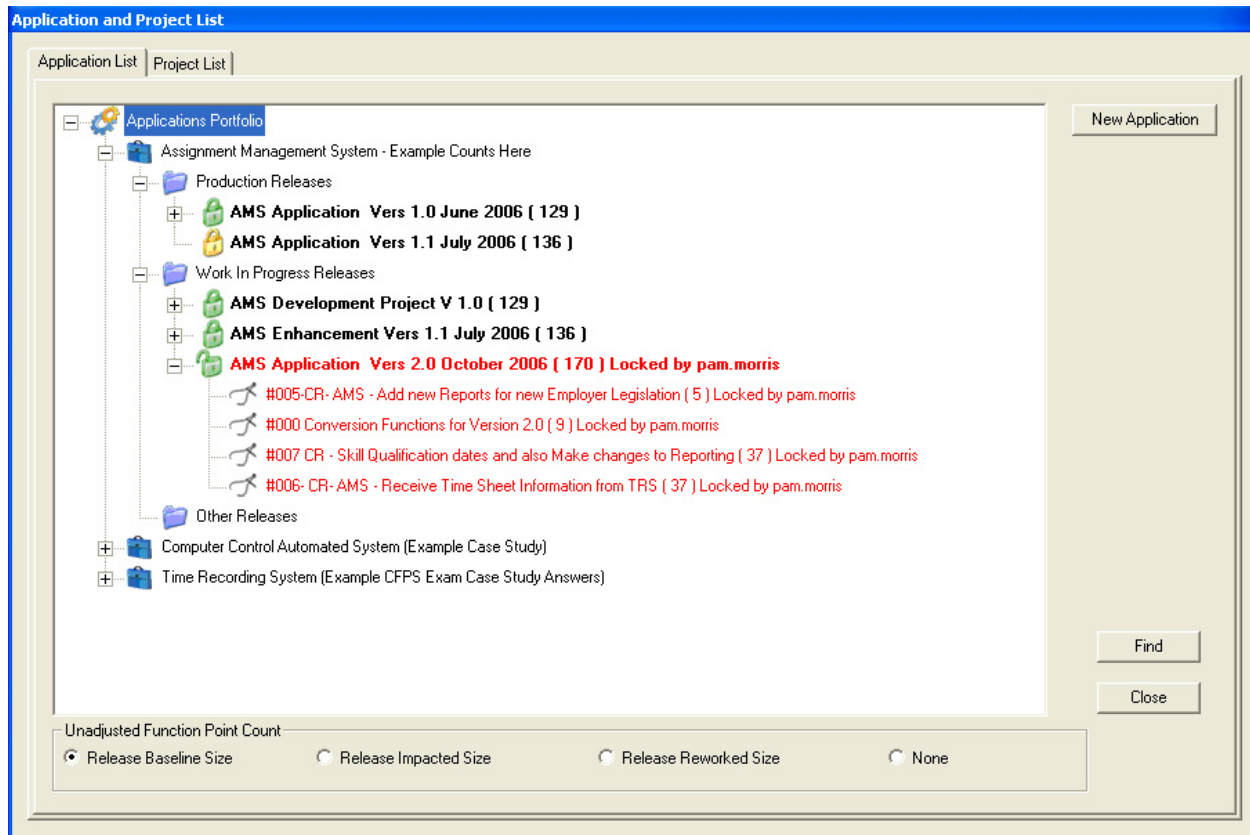 Application and Project List
Application List Project List
Applications Portfolio
New Application
Assignment Management System - Example Counts Here
Production Releases
AMS Application Vers 1.0 June 2006 ( 129 )
AMS Application Vers 1.1 July 2006 ( 136 )
Work In Progress Releases
AMS Development Project V 1.0 ( 129 )
AMS Enhancement Vers 1.1 July 2006 ( 136 )
AMS Application Vers 2.0 October 2006 ( 170 ) Locked by pam.morris
#005-CR- AMS - Add new Reports for new Employer Legislation ( 5 ) Locked by pam.morris
#000 Conversion Functions for Version 2.0 ( 9 ) Locked by pam.morris
#007 CR - Skill Qualification dates and also Make changes to Reporting ( 37 ) Locked by pam.morris
#006- CR- AMS - Receive Time Sheet Information from TRS ( 37 ) Locked by pam.morris
Other Releases
Computer Control Automated System (Example Case Study)
Time Recording System (Example CFPS Exam Case Study Answers)
Find
Close
Unadjusted Function Point Count
Release Baseline Size Release Impacted Size Release Reworked Size None